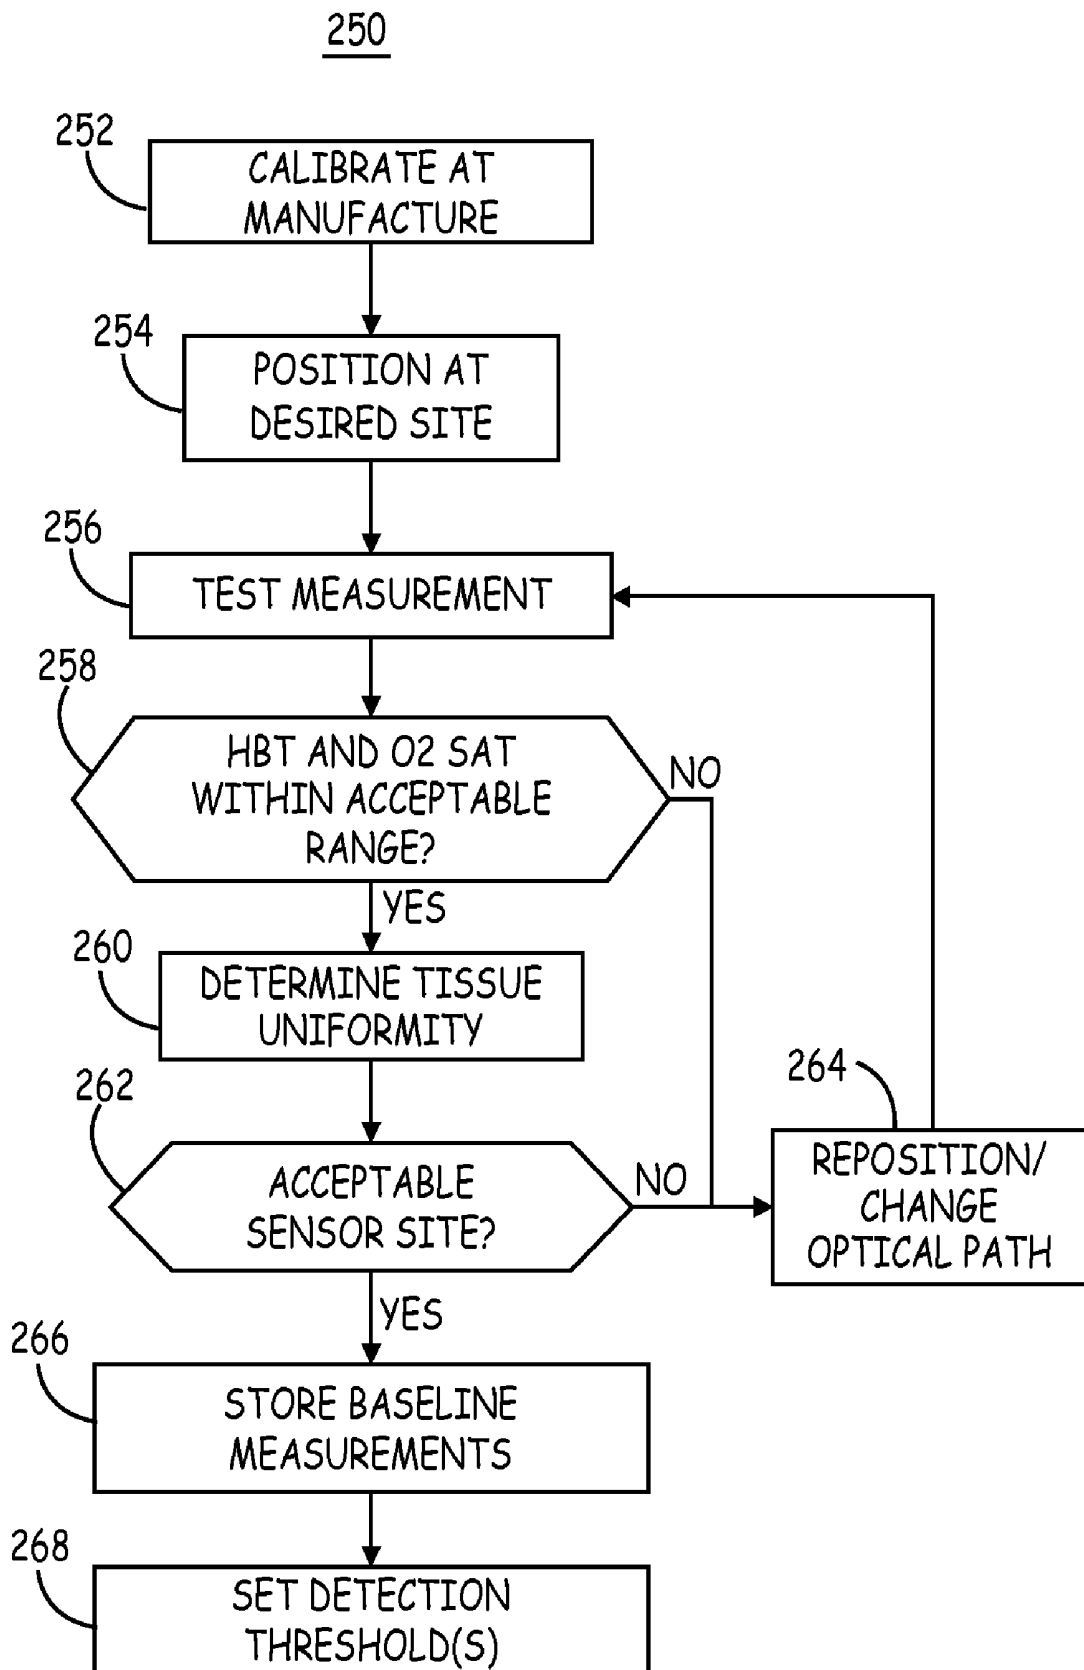 250
252
CALIBRATE AT
MANUFACTURE
254
POSITION AT
DESIRED SITE
256
TEST MEASUREMENT
258
HBT AND O2 SAT
WITHIN ACCEPTABLE
RANGE?
NO
YES
260
DETERMINE TISSUE
UNIFORMITY
262
ACCEPTABLE
SENSOR SITE?
NO
264
REPOSITION/
CHANGE
OPTICAL PATH
YES
266
STORE BASELINE
MEASUREMENTS
268
SET DETECTION
THRESHOLD(S)